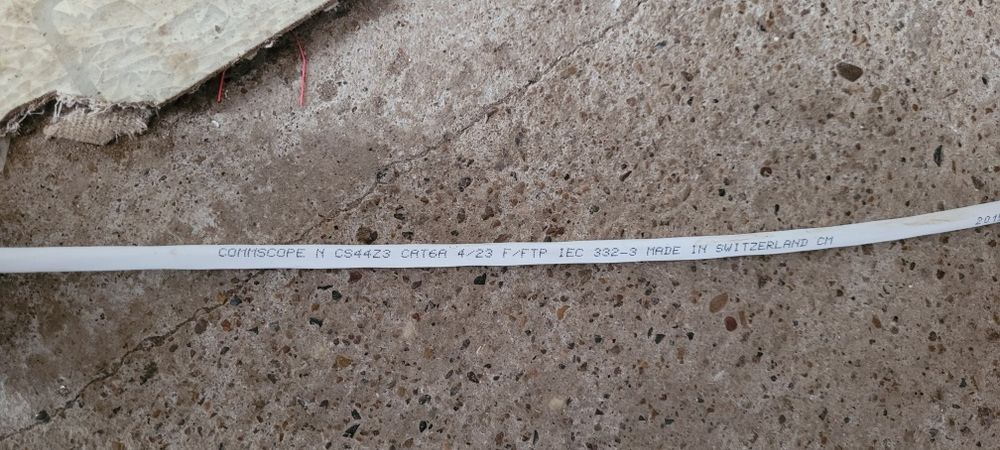 COMMSCOPE N CS44Z3 CAT6A 4/23 F/FTP IEC 332-3 MADE IN SWITZERLAND CM